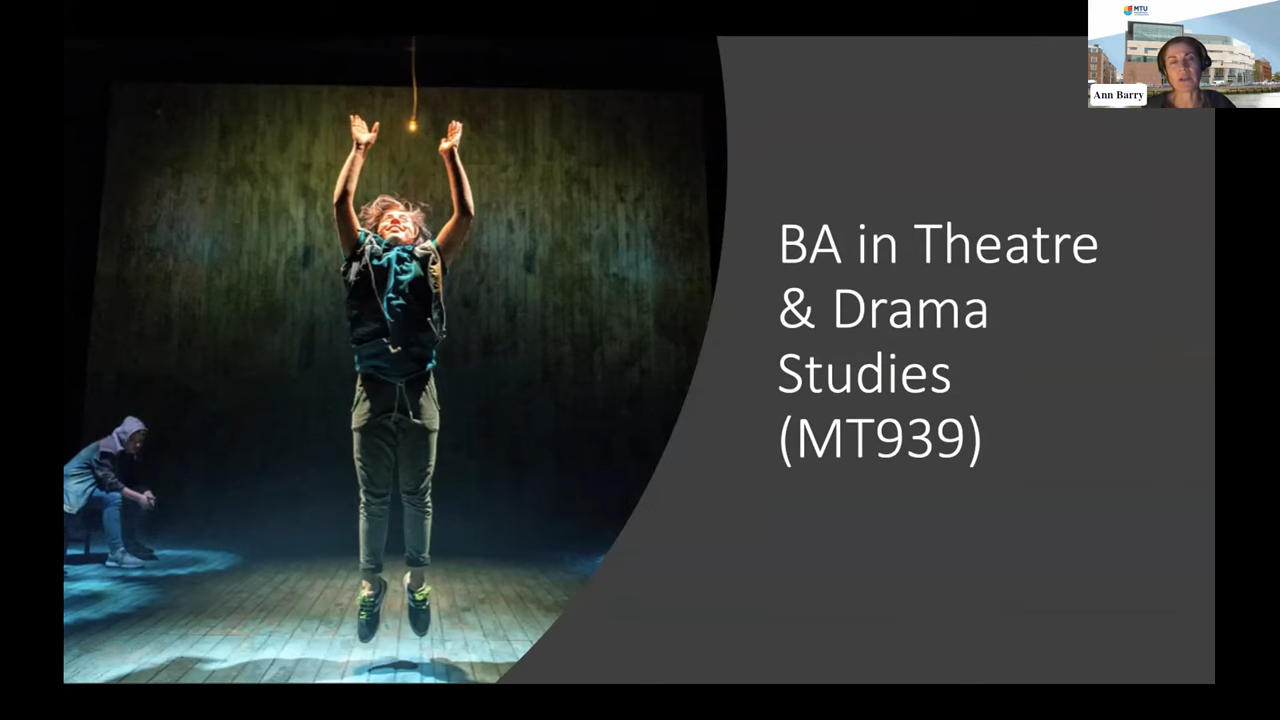 MTU
Ann Barry
BA in Theatre
& Drama
Studies
(MT939)